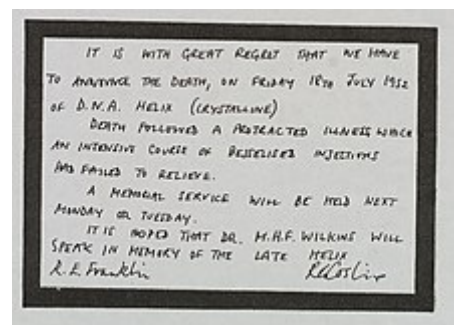 IT IS WITH GREAT REGRET THAT WE HAVE
TO ANNOUNCE THE DEATH, ON FRIDAY 18TH JULY 1952
OF D.N.A. HELIX (CRYSTALLINE)
DEATH FOLLOWED A PROTRACTED ILLNESS WHICH
AN INTENSIVE COURSE OF BESSELISED INJECTIONS
HAD FAILED TO RELIEVE.
A MEMORIAL SERVICE WILL BE HELD NEXT
MONDAY OR TUESDAY.
IT IS HOPED THAT DR. M.H.F. WILKINS WILL
SPEAK IN MEMORY OF THE LATE HELIX
R. E. Franklin R.G. Gosling